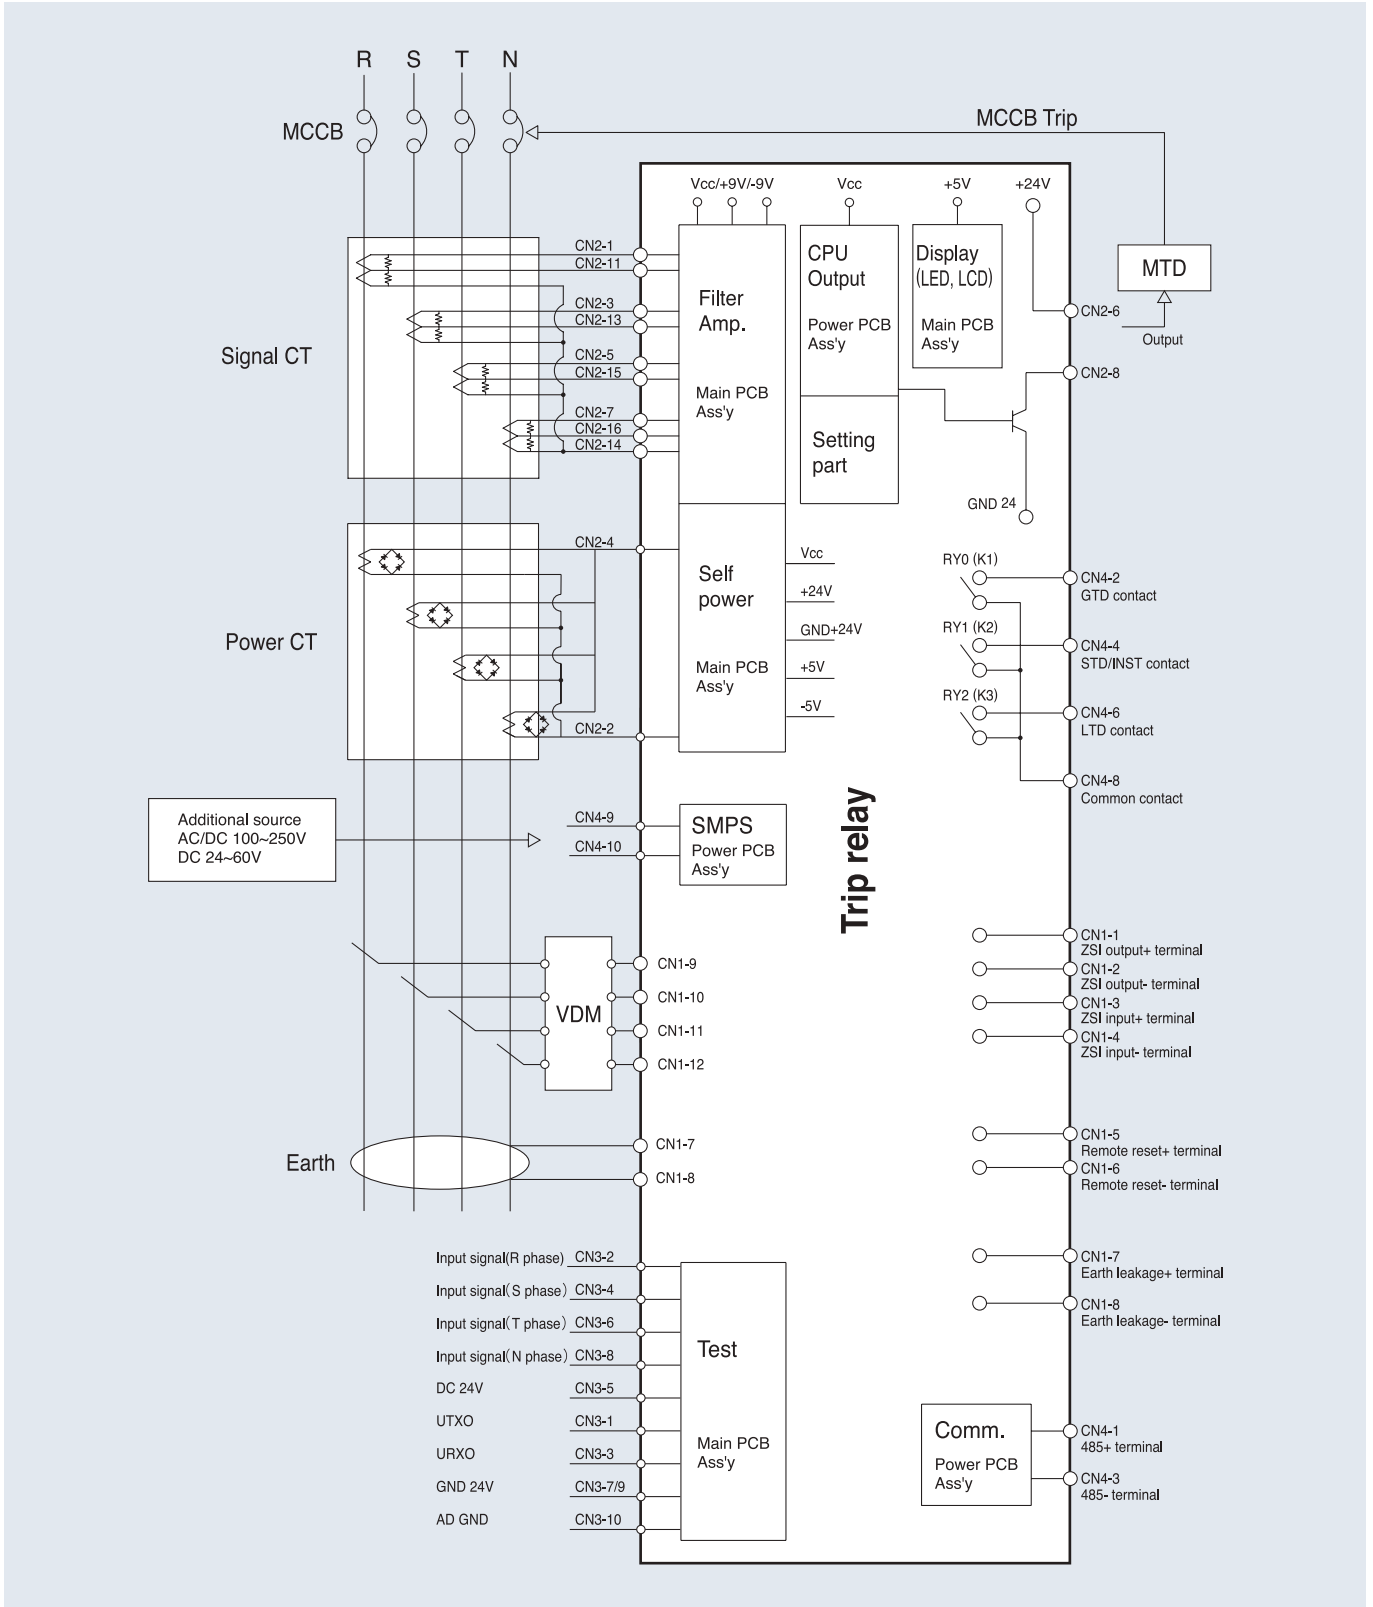 R S T N
MCCB
MCCB Trip
Vcc/+9V/-9V
Vcc
+5V
+24V
CN2-1
CN2-11
CN2-3
CN2-13
CN2-5
CN2-15
CN2-7
CN2-16
CN2-14
Signal CT
Filter
Amp.
Main PCB
Ass'y
CPU
Output
Power PCB
Ass'y
Setting
part
Display
(LED, LCD)
Main PCB
Ass'y
MTD
Output
CN2-6
CN2-8
GND 24
Power CT
CN2-4
CN2-2
Self
power
Main PCB
Ass'y
Vcc
+24V
GND+24V
+5V
-5V
RY0 (K1)
CN4-2
GTD contact
RY1 (K2)
CN4-4
STD/INST contact
RY2 (K3)
CN4-6
LTD contact
CN4-8
Common contact
Additional source
AC/DC 100~250V
DC 24~60V
CN4-9
CN4-10
SMPS
Power PCB
Ass'y
Trip relay
VDM
CN1-9
CN1-10
CN1-11
CN1-12
CN1-1
ZSI output+ terminal
CN1-2
ZSI output- terminal
CN1-3
ZSI input+ terminal
CN1-4
ZSI input- terminal
Earth
CN1-7
CN1-8
CN1-5
Remote reset+ terminal
CN1-6
Remote reset- terminal
CN1-7
Earth leakage+ terminal
CN1-8
Earth leakage- terminal
Input signal(R phase) CN3-2
Input signal(S phase) CN3-4
Input signal(T phase) CN3-6
Input signal(N phase) CN3-8
DC 24V CN3-5
UTXO CN3-1
URXO CN3-3
GND 24V CN3-7/9
AD GND CN3-10
Test
Main PCB
Ass'y
Comm.
Power PCB
Ass'y
CN4-1
485+ terminal
CN4-3
485- terminal